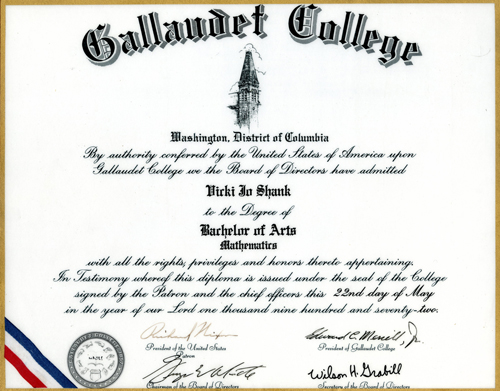 Gallaudet College
Washington, District of Columbia
By authority conferred by the United States of America upon
Gallaudet College we the Board of Directors have admitted
Vicki Jo Shank
to the Degree of
Bachelor of Arts
Mathematics
with all the rights, privileges and honors thereto appertaining.
In Testimony whereof this diploma is issued under the seal of the College
signed by the Patron and the chief officers this 22nd day of May
in the year of our Lord one thousand nine hundred and seventy-two.
Richard Nixon
President of the United States
Patron
Edward C. Merrill, Jr.
President of Gallaudet College
Chairman of the Board of Directors
Wilson H. Grabill
Secretary of the Board of Directors